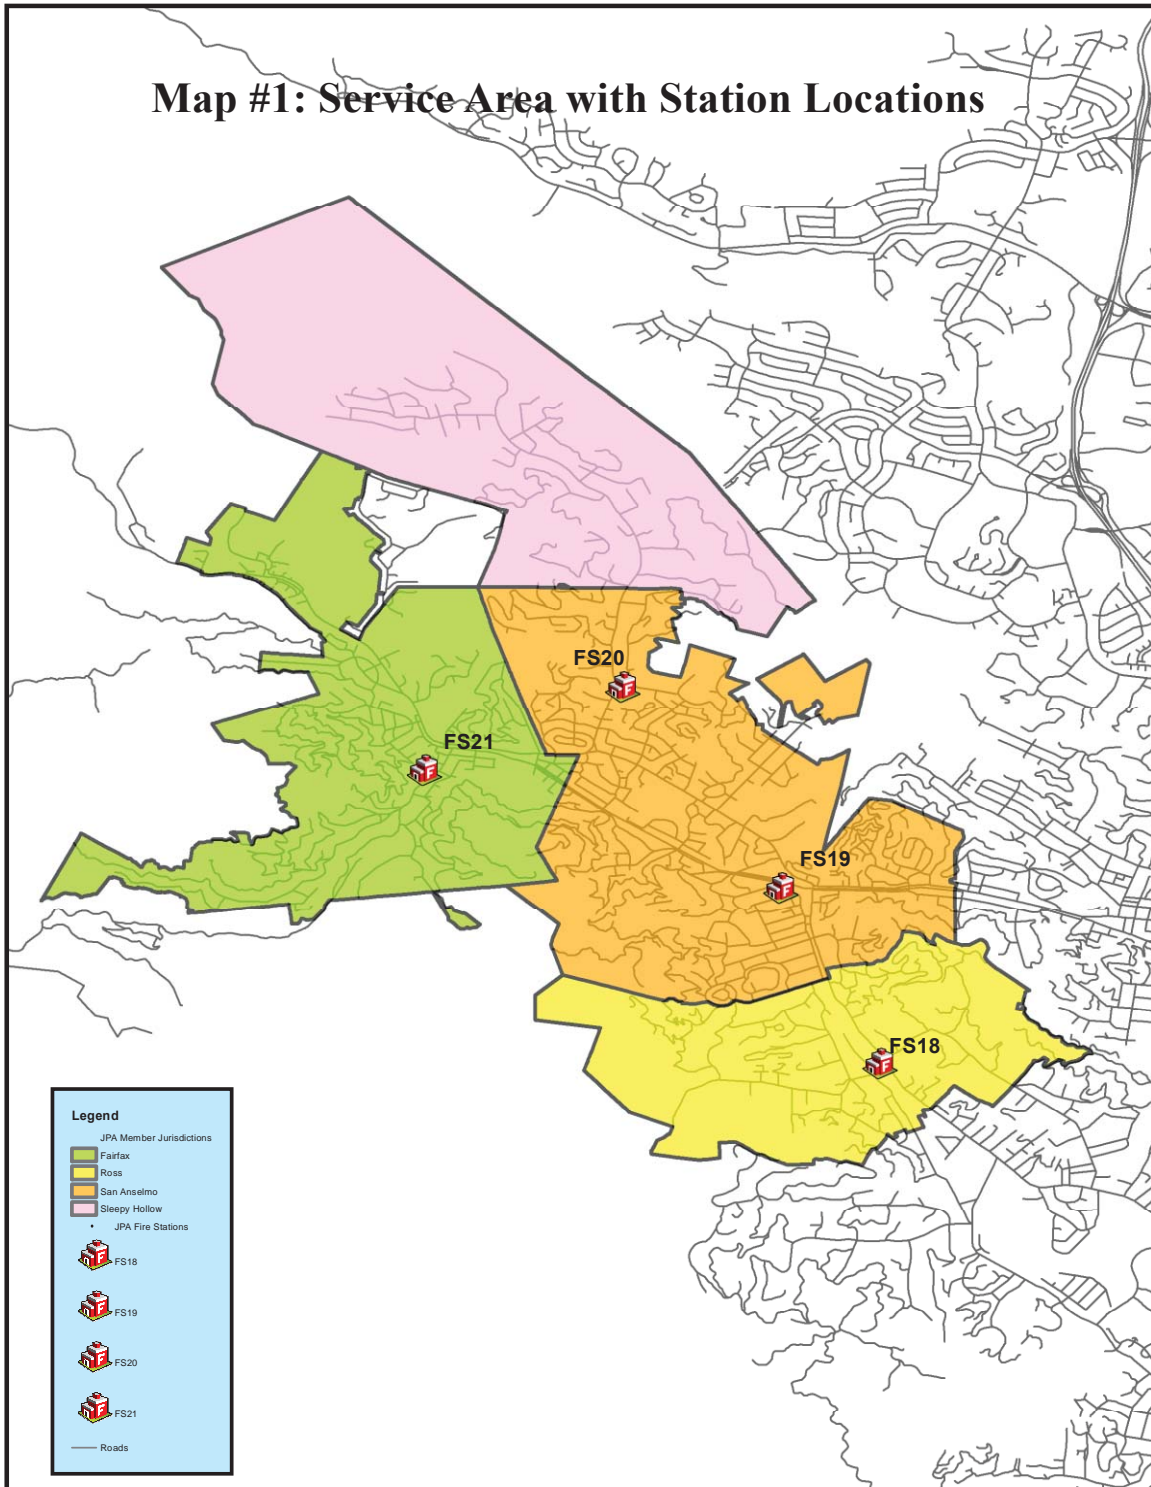 Map #1: Service Area with Station Locations
FS20
FS21
FS19
FS18
Legend
JPA Member Jurisdictions
Fairfax
Ross
San Anselmo
Sleepy Hollow
JPA Fire Stations
FS18
FS19
FS20
FS21
Roads